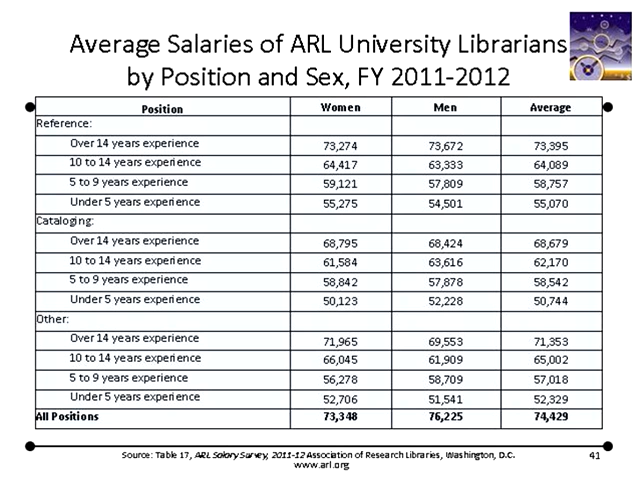 Average Salaries of ARL University Librarians
by Position and Sex, FY 2011-2012
Position Women Men Average
Reference:
Over 14 years experience 73,274 73,672 73,395
10 to 14 years experience 64,417 63,333 64,089
5 to 9 years experience 59,121 57,809 58,757
Under 5 years experience 55,275 54,501 55,070
Cataloging:
Over 14 years experience 68,795 68,424 68,679
10 to 14 years experience 61,584 63,616 62,170
5 to 9 years experience 58,842 57,878 58,542
Under 5 years experience 50,123 52,228 50,744
Other:
Over 14 years experience 71,965 69,553 71,353
10 to 14 years experience 66,045 61,909 65,002
5 to 9 years experience 56,278 58,709 57,018
Under 5 years experience 52,706 51,541 52,329
All Positions 73,348 76,225 74,429
Source: Table 17, ARL Salary Survey, 2011-12 Association of Research Libraries, Washington, D.C. 41
www.arl.org